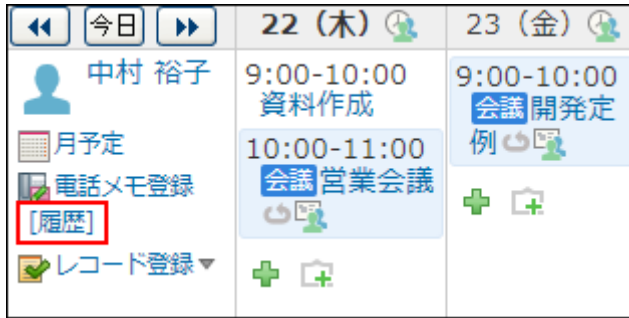 今日
22（木）
23（金）
中村 裕子
月予定
電話メモ登録
[履歴]
レコード登録▼
9:00-10:00
資料作成
10:00-11:00
会議 営業会議
9:00-10:00
会議 開発定
例